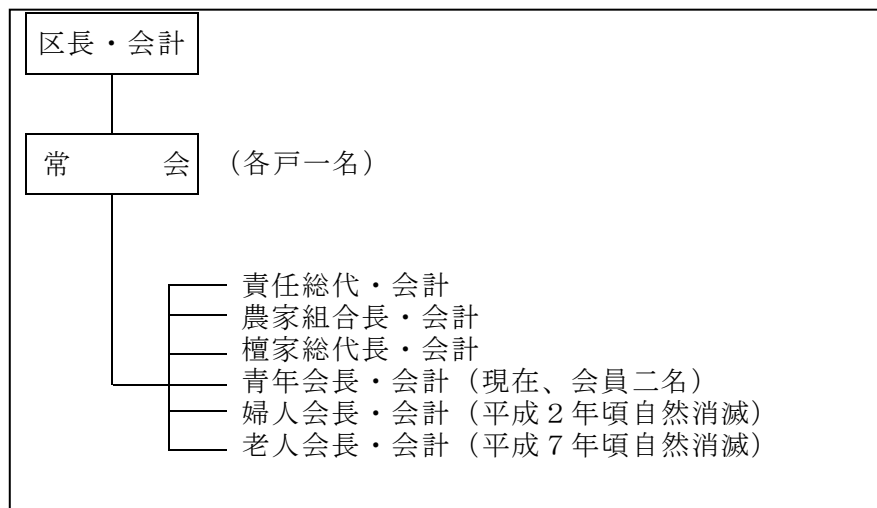 区長・会計
常　　　会 （各戸一名）
責任総代・会計
農家組合長・会計
檀家総代長・会計
青年会長・会計（現在、会員二名）
婦人会長・会計（平成２年頃自然消滅）
老人会長・会計（平成７年頃自然消滅）